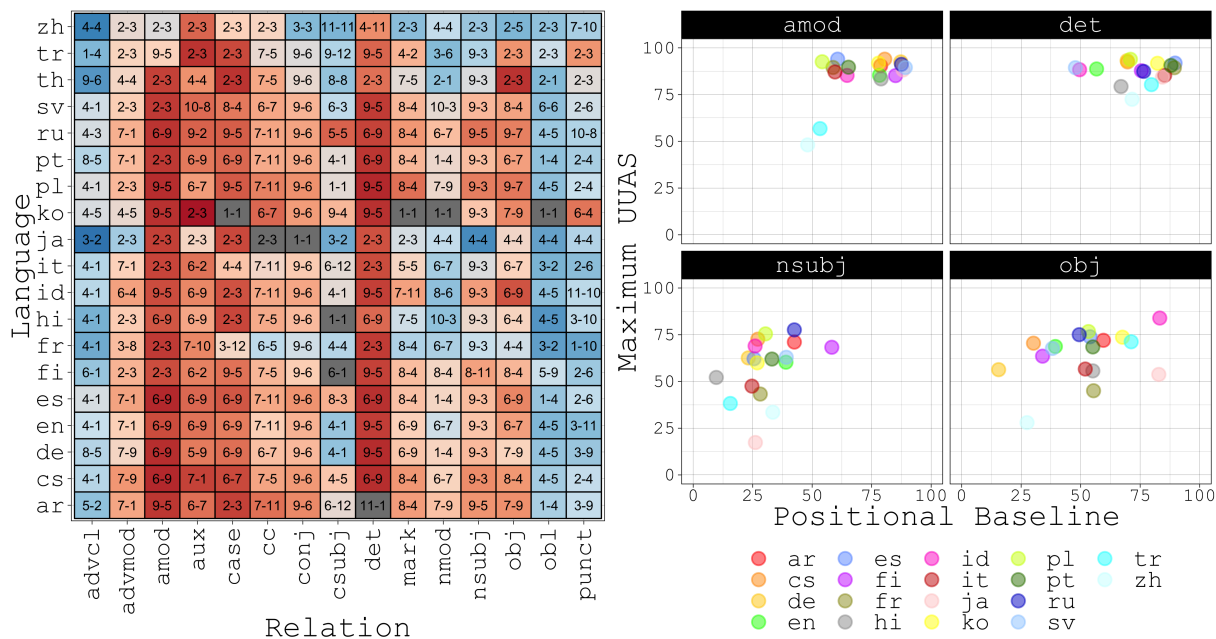 zh 4-4 2-3 2-3 2-3 2-3 2-3 3-3 11-11 4-11 2-3 4-4 2-3 2-5 2-3 7-10
tr 1-4 2-3 9-5 2-3 2-3 7-5 9-6 9-12 9-5 4-2 3-6 9-5 2-3 2-3 2-3
th 9-6 4-4 2-3 4-4 2-3 7-5 9-6 8-8 2-3 7-5 2-1 9-3 2-3 2-1 2-3
sv 4-1 2-3 2-3 10-8 8-4 6-7 9-6 6-3 9-5 8-4 10-3 9-3 8-4 6-6 2-6
ru 4-3 7-1 6-9 9-2 9-5 7-11 9-6 5-5 9-5 8-4 6-7 9-5 9-7 4-5 10-8
pt 8-5 7-1 2-3 6-9 6-9 7-11 9-6 4-1 6-9 8-4 1-4 9-3 6-7 1-4 2-4
pl 4-1 2-3 9-5 6-7 9-5 7-11 9-6 1-1 9-5 8-4 7-9 9-5 9-7 4-5 2-4
ko 4-5 4-5 9-5 2-3 1-1 6-7 9-6 9-4 9-5 1-1 1-1 9-3 7-9 1-1 6-4
ja 3-2 2-3 2-3 2-3 2-3 2-3 1-1 3-2 2-3 2-3 4-4 4-4 4-4 4-4 4-4
it 4-1 7-1 2-3 6-2 4-4 7-11 9-6 6-12 9-5 5-5 6-7 9-3 6-7 3-2 2-6
id 4-1 6-4 9-5 6-9 2-3 7-11 9-6 4-1 9-5 7-11 8-6 9-3 6-9 4-5 11-10
hi 4-1 2-3 6-9 6-9 2-3 7-5 9-6 1-1 6-9 7-5 10-3 9-3 6-4 4-5 3-10
fr 4-1 3-8 2-3 7-10 3-12 6-5 9-6 4-4 2-3 8-4 6-7 9-3 4-4 3-2 1-10
fi 6-1 2-3 2-3 6-2 9-5 7-5 9-6 6-1 9-5 8-4 8-4 8-11 8-4 5-9 2-6
es 4-1 7-1 6-9 6-9 6-9 7-11 9-6 8-3 6-9 8-4 1-4 9-3 6-9 1-4 2-6
en 4-1 7-1 6-9 6-9 6-9 7-11 9-6 4-1 9-5 6-9 6-7 9-3 6-7 4-5 3-11
de 8-5 7-9 6-9 5-9 6-9 6-7 9-6 4-1 9-5 6-9 1-4 9-3 7-9 4-5 3-9
cs 4-1 7-9 6-9 7-1 6-7 7-5 9-6 4-5 6-9 8-4 6-7 9-3 9-7 4-5 2-4
ar 5-2 7-1 9-5 6-7 2-3 7-11 9-6 6-12 11-1 8-4 7-9 9-5 7-9 1-4 3-9
Language
advcl advmod amod aux case cc conj csubj det mark nmod nsubj obj obl punct
Relation
amod det
100
75
50
25
0
nsubj obj
100
75
50
25
0
Maximum UUAS
0 25 50 75 100 0 25 50 75 100
Positional Baseline
ar es id pl tr
cs fi it pt zh
de fr ja ru
en hi ko sv